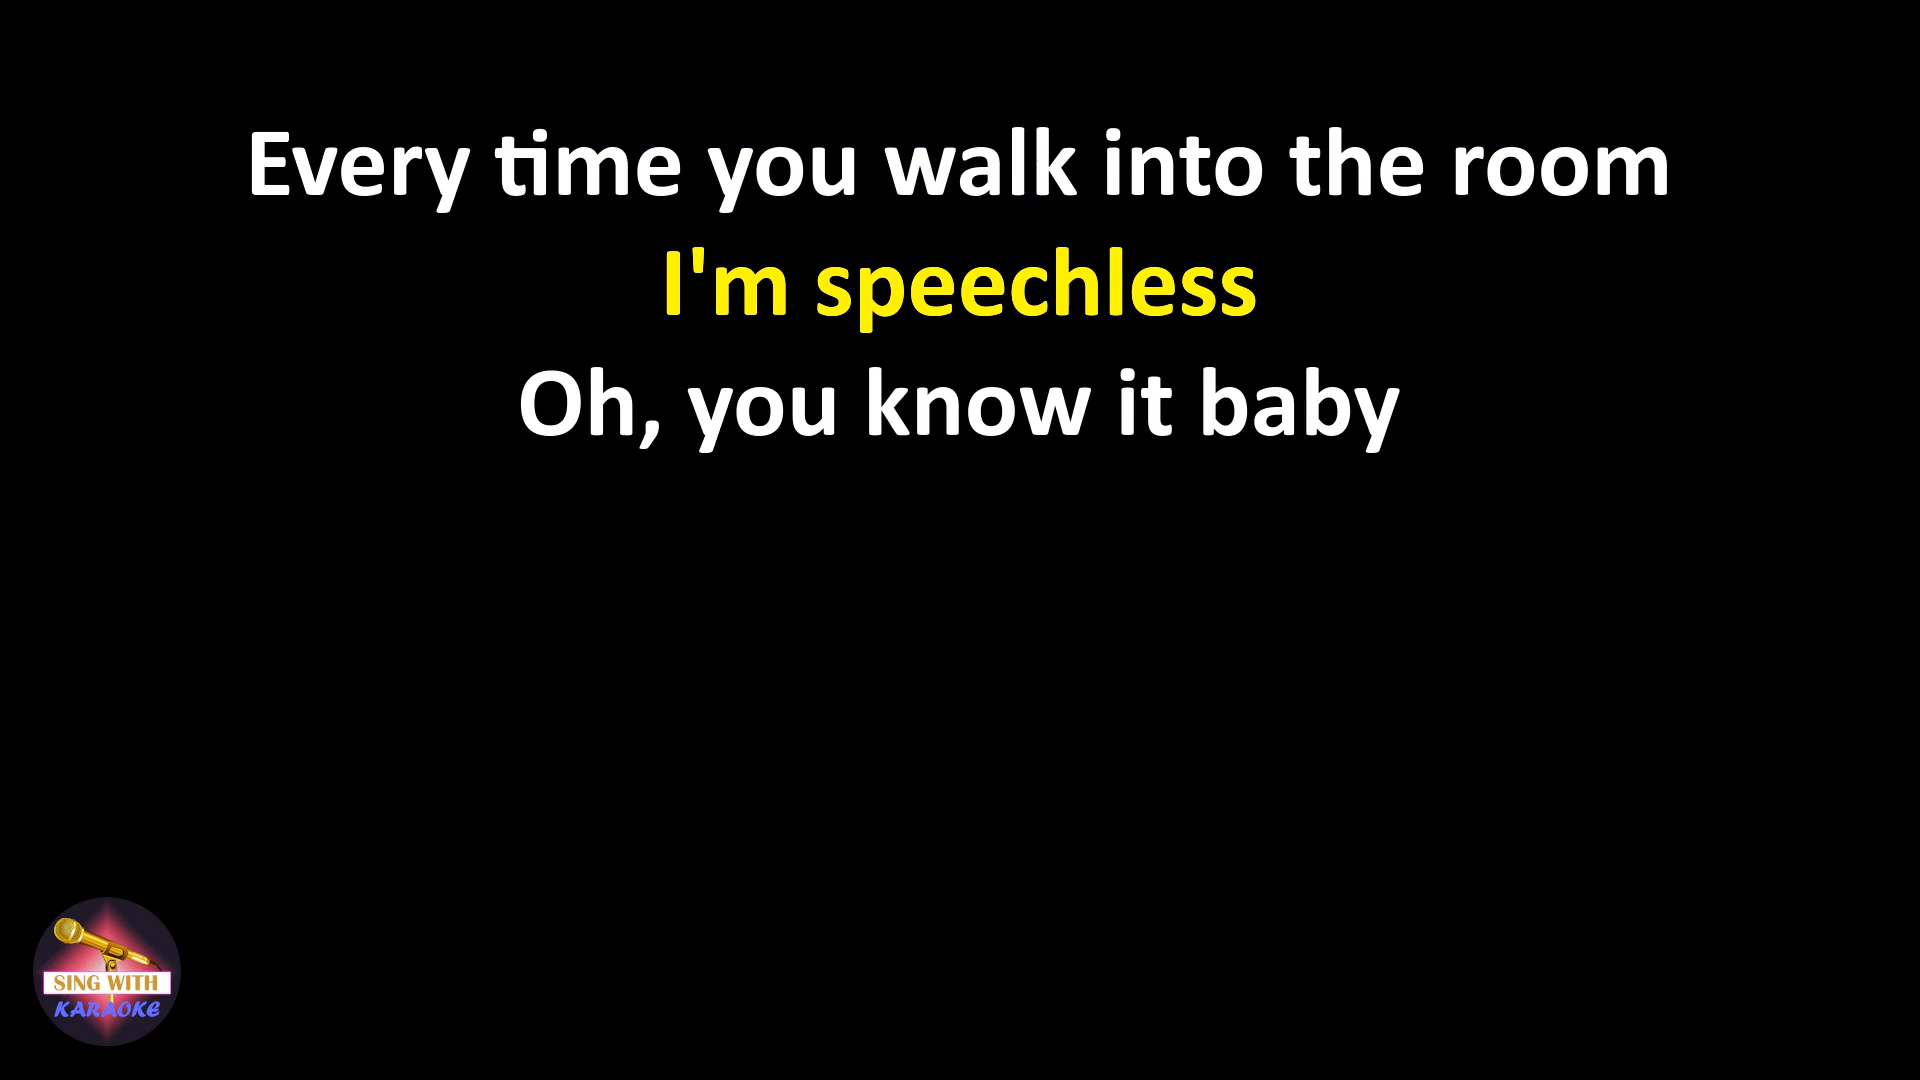 Every time you walk into the room
I'm speechless
Oh, you know it baby
SING WITH
KARAOKE